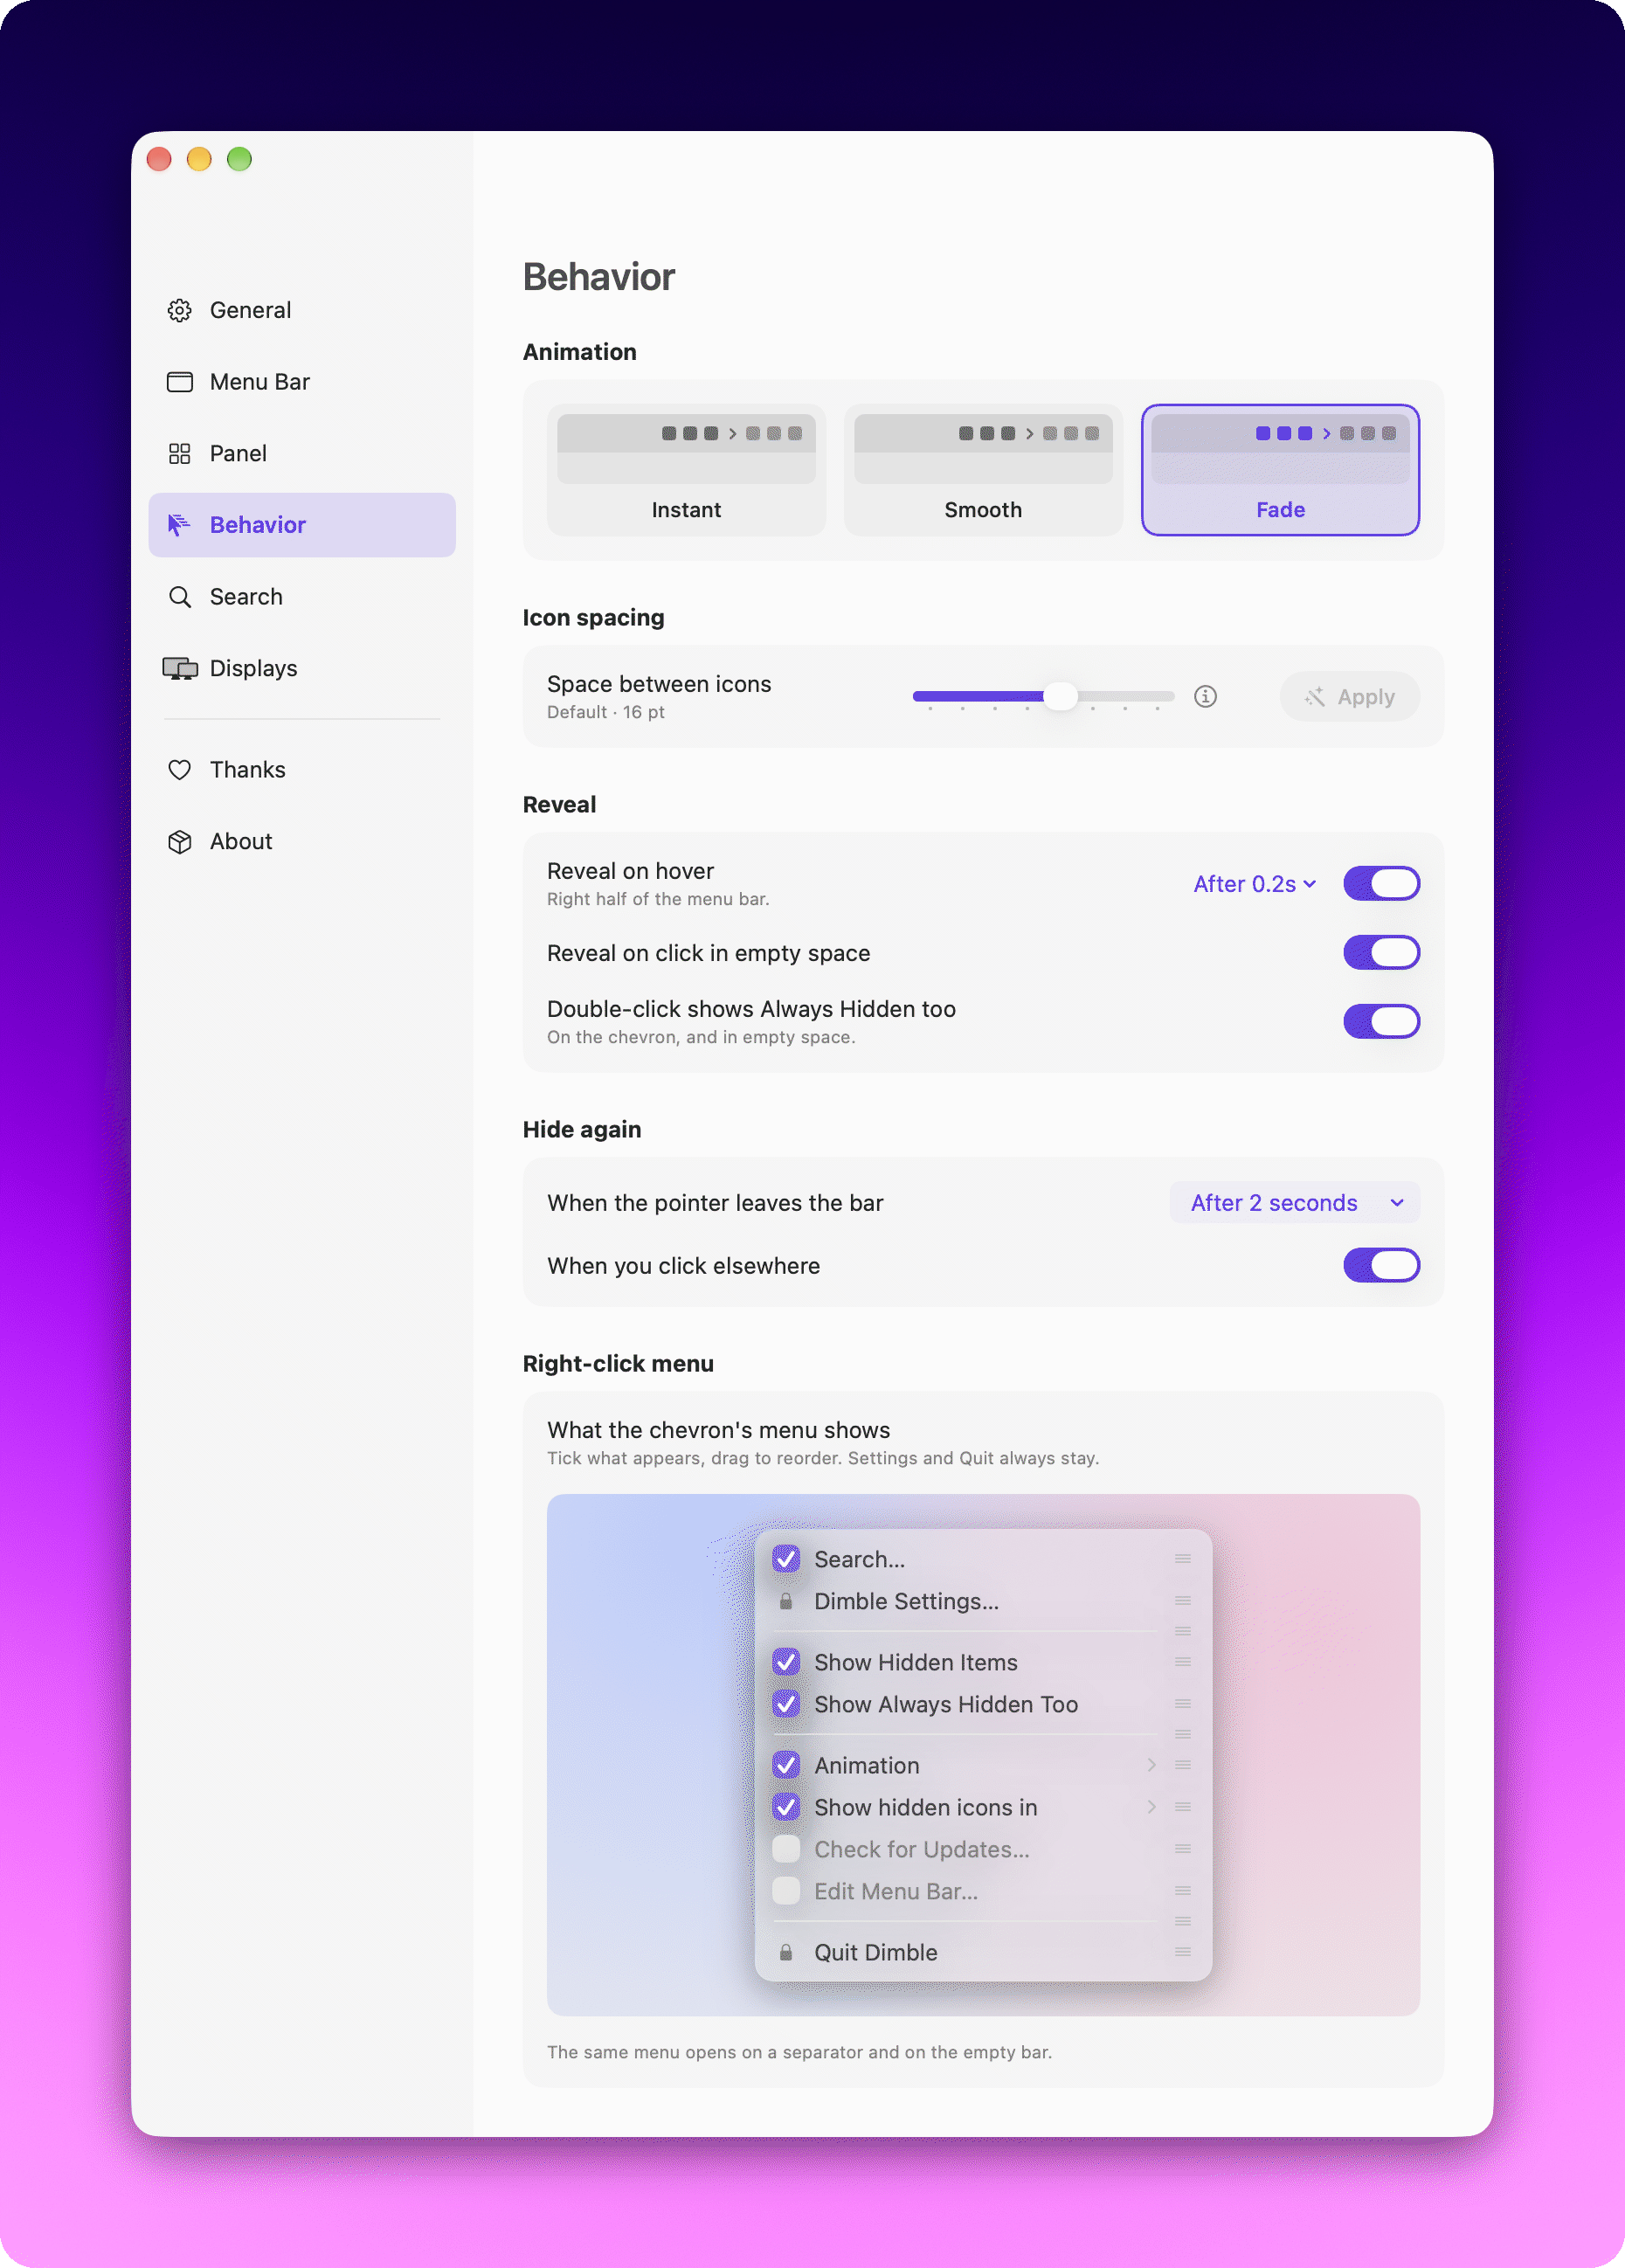 General
Menu Bar
Panel
Behavior
Search
Displays
Thanks
About
Behavior
Animation
Instant
Smooth
Fade
Icon spacing
Space between icons
Default · 16 pt
Apply
Reveal
Reveal on hover
Right half of the menu bar.
After 0.2s
Reveal on click in empty space
Double-click shows Always Hidden too
On the chevron, and in empty space.
Hide again
When the pointer leaves the bar
After 2 seconds
When you click elsewhere
Right-click menu
What the chevron's menu shows
Tick what appears, drag to reorder. Settings and Quit always stay.
Search...
Dimble Settings...
Show Hidden Items
Show Always Hidden Too
Animation
Show hidden icons in
Check for Updates...
Edit Menu Bar...
Quit Dimble
The same menu opens on a separator and on the empty bar.